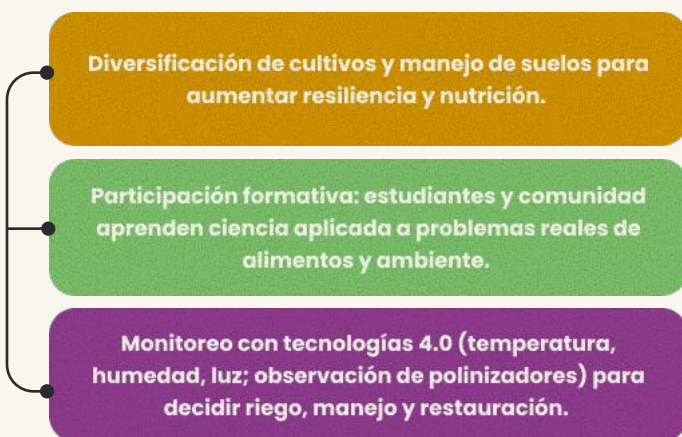 Diversificación de cultivos y manejo de suelos para
aumentar resiliencia y nutrición.
Participación formativa: estudiantes y comunidad
aprenden ciencia aplicada a problemas reales de
alimentos y ambiente.
Monitoreo con tecnologías 4.0 (temperatura,
humedad, luz; observación de polinizadores) para
decidir riego, manejo y restauración.